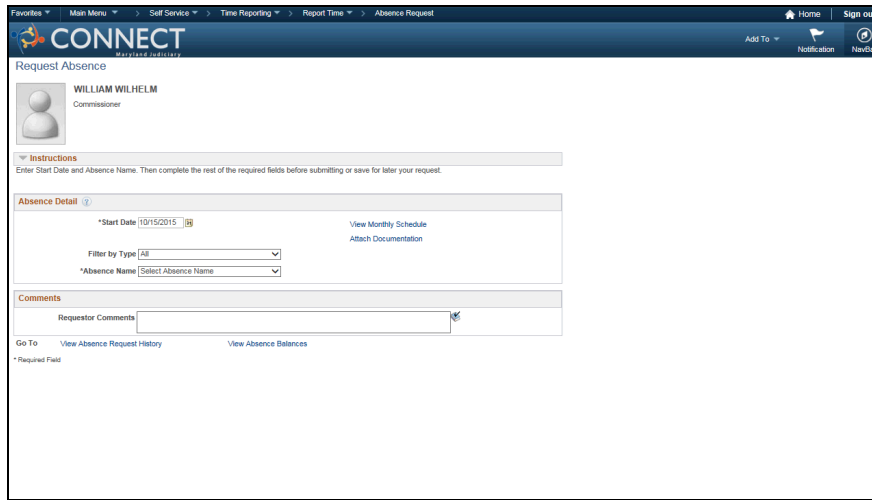 Favorites Main Menu > Self Service > Time Reporting > Report Time > Absence Request Home Sign ou
CONNECT
Maryland Judiciary
Add To Notification NavBa
Request Absence
WILLIAM WILHELM
Commissioner
Instructions
Enter Start Date and Absence Name. Then complete the rest of the required fields before submitting or save for later your request.
Absence Detail ?
*Start Date 10/15/2015 View Monthly Schedule
Attach Documentation
Filter by Type All
*Absence Name Select Absence Name
Comments
Requestor Comments
Go To View Absence Request History View Absence Balances
* Required Field